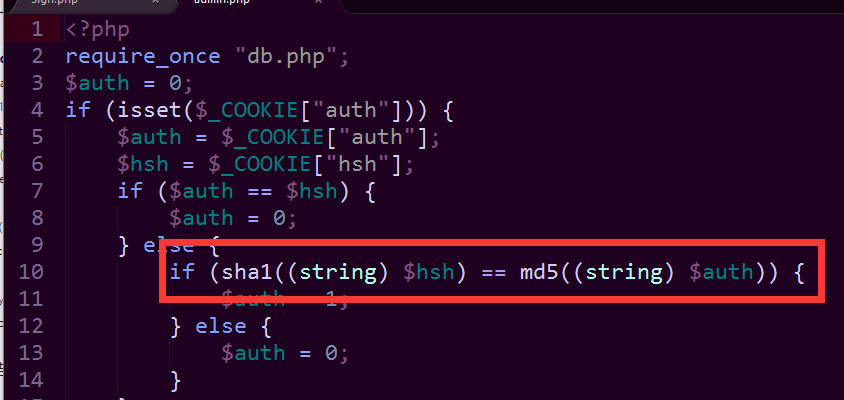 sign.php × admin.php ×
1 <?php
2 require_once "db.php";
3 $auth = 0;
4 if (isset($_COOKIE["auth"])) {
5 $auth = $_COOKIE["auth"];
6 $hsh = $_COOKIE["hsh"];
7 if ($auth == $hsh) {
8 $auth = 0;
9 } else {
10 if (sha1((string) $hsh) == md5((string) $auth)) {
11 $auth = 1;
12 } else {
13 $auth = 0;
14 }
15 }